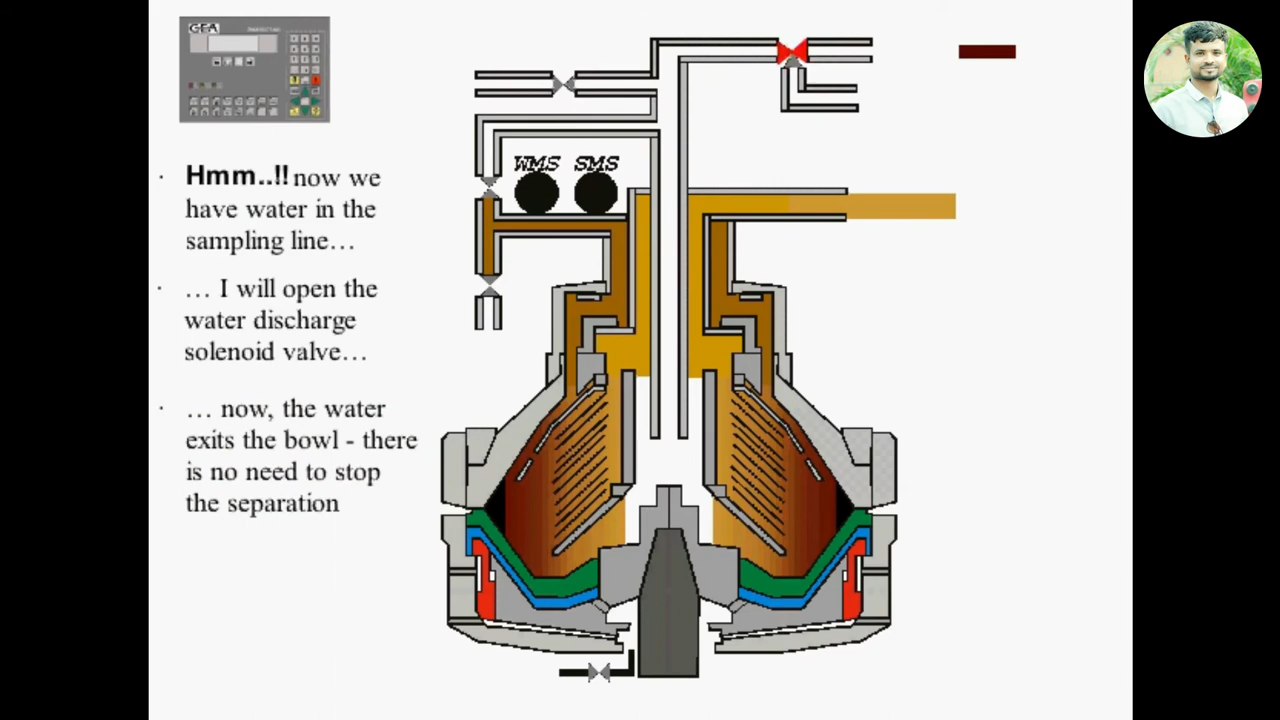 GEA
WMS SMS
· Hmm..!! now we
have water in the
sampling line…
· … I will open the
water discharge
solenoid valve…
· … now, the water
exits the bowl - there
is no need to stop
the separation